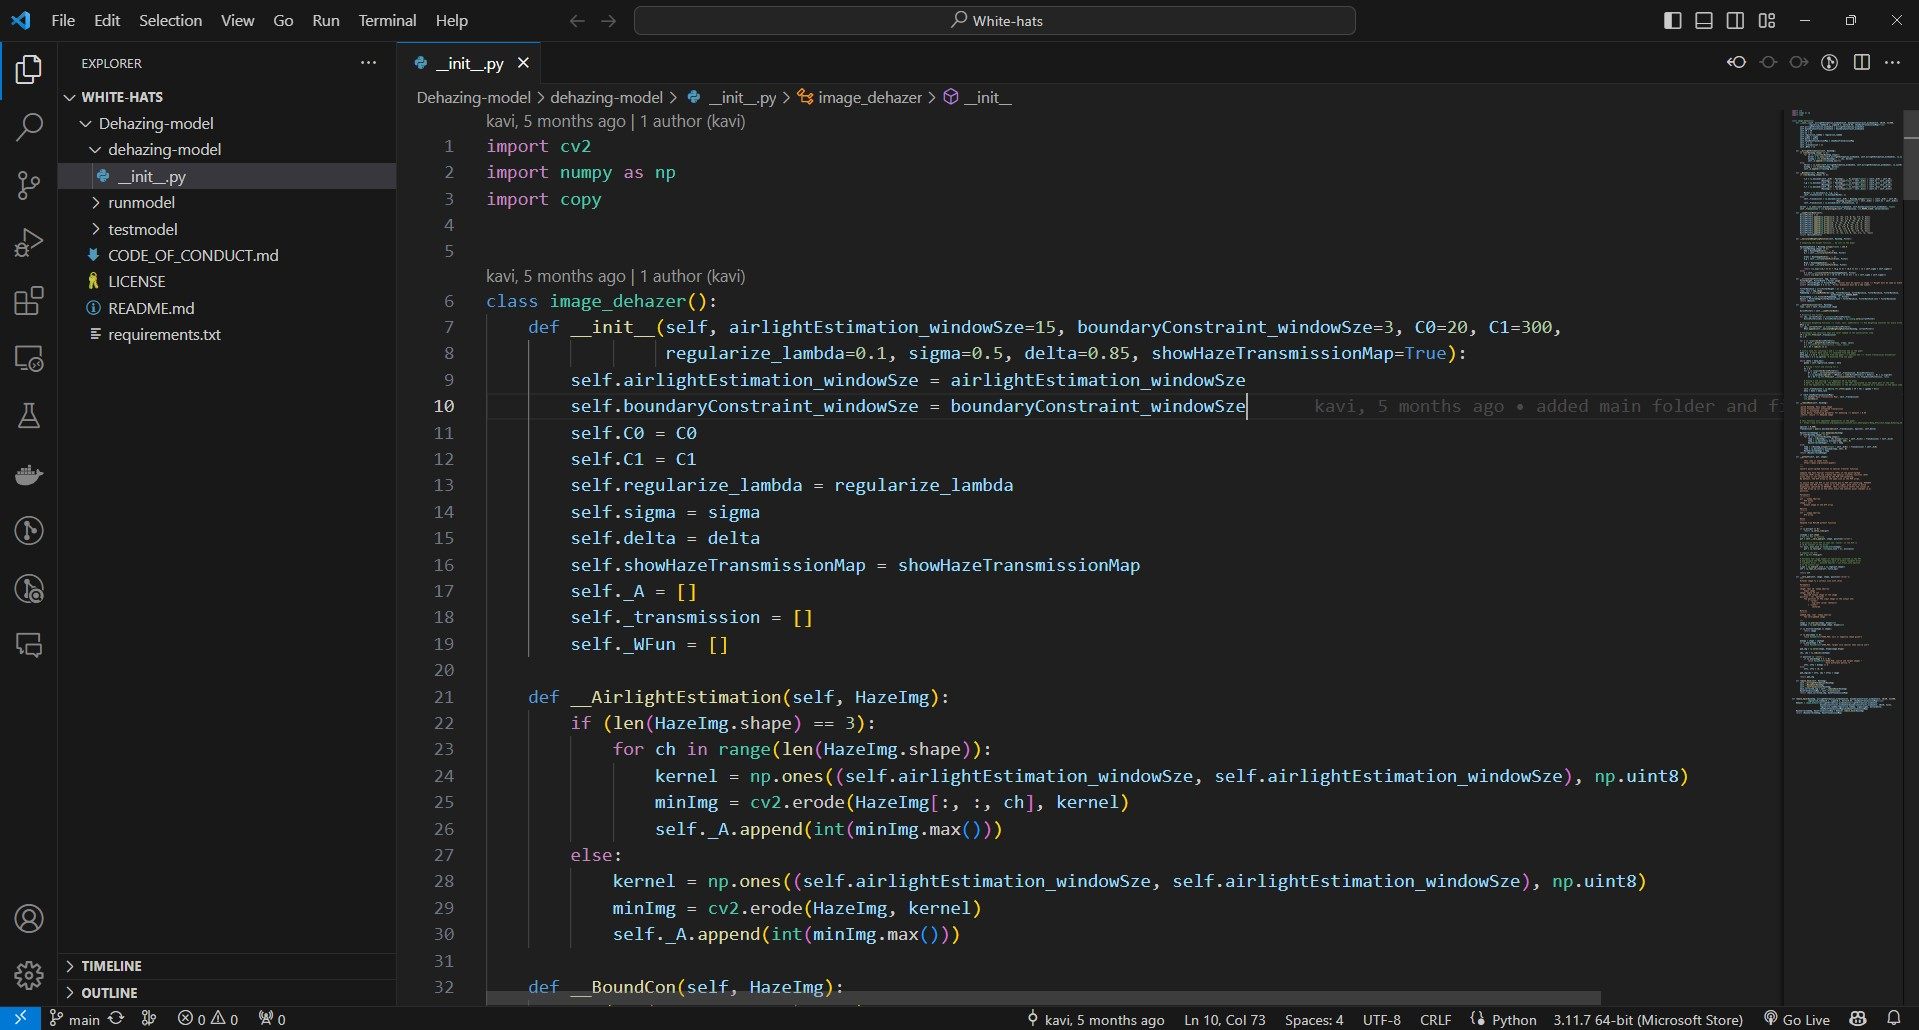 File Edit Selection View Go Run Terminal Help
White-hats
EXPLORER
WHITE-HATS
Dehazing-model
dehazing-model
__init__.py
runmodel
testmodel
CODE_OF_CONDUCT.md
LICENSE
README.md
requirements.txt
TIMELINE
OUTLINE
__init__.py
Dehazing-model > dehazing-model > __init__.py > image_dehazer > __init__
kavi, 5 months ago | 1 author (kavi)
1 import cv2
2 import numpy as np
3 import copy
4
5
kavi, 5 months ago | 1 author (kavi)
6 class image_dehazer():
7     def __init__(self, airlightEstimation_windowSze=15, boundaryConstraint_windowSze=3, C0=20, C1=300,
8                  regularize_lambda=0.1, sigma=0.5, delta=0.85, showHazeTransmissionMap=True):
9         self.airlightEstimation_windowSze = airlightEstimation_windowSze
10         self.boundaryConstraint_windowSze = boundaryConstraint_windowSze kavi, 5 months ago • added main folder and fi
11         self.C0 = C0
12         self.C1 = C1
13         self.regularize_lambda = regularize_lambda
14         self.sigma = sigma
15         self.delta = delta
16         self.showHazeTransmissionMap = showHazeTransmissionMap
17         self._A = []
18         self._transmission = []
19         self._WFun = []
20
21     def __AirlightEstimation(self, HazeImg):
22         if (len(HazeImg.shape) == 3):
23             for ch in range(len(HazeImg.shape)):
24                 kernel = np.ones((self.airlightEstimation_windowSze, self.airlightEstimation_windowSze), np.uint8)
25                 minImg = cv2.erode(HazeImg[:, :, ch], kernel)
26                 self._A.append(int(minImg.max()))
27         else:
28             kernel = np.ones((self.airlightEstimation_windowSze, self.airlightEstimation_windowSze), np.uint8)
29             minImg = cv2.erode(HazeImg, kernel)
30             self._A.append(int(minImg.max()))
31
32     def __BoundCon(self, HazeImg):
main 0 0 0 kavi, 5 months ago Ln 10, Col 73 Spaces: 4 UTF-8 CRLF Python 3.11.7 64-bit (Microsoft Store) Go Live